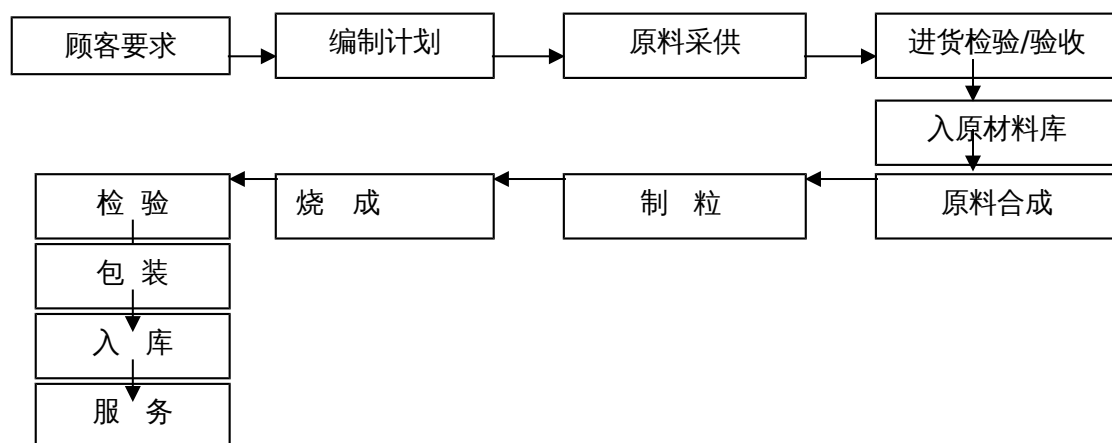 顾客要求
编制计划
原料采供
进货检验/验收
入原材料库
原料合成
制 粒
烧 成
检 验
包 装
入 库
服 务